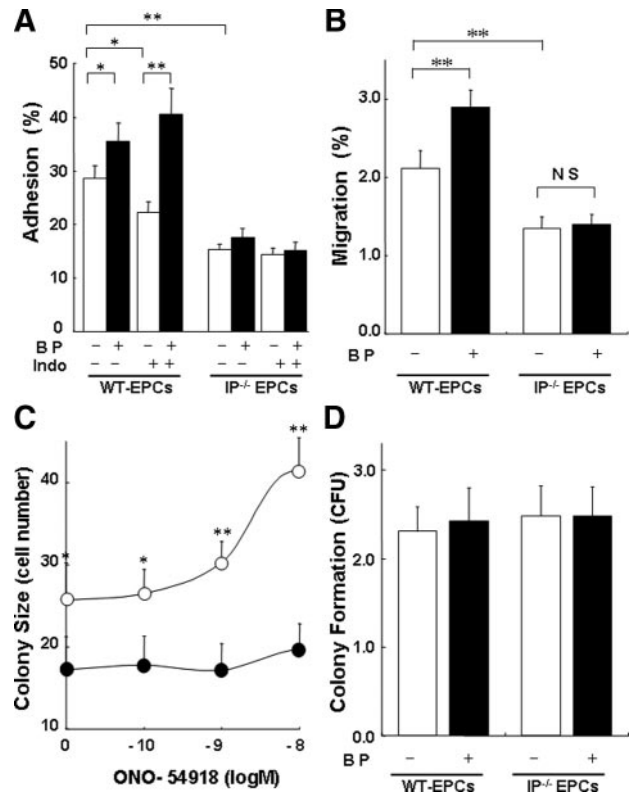 A
**
*
*
**
50
40
30
20
10
0
Adhesion (%)
BP − + − + − + − +
Indo − − + + − − + +
WT-EPCs IP-/- EPCs
B
**
**
NS
3.0
2.0
1.0
0.0
Migration (%)
BP − + − +
WT-EPCs IP-/- EPCs
C
**
**
*
*
40
30
20
10
Colony Size (cell number)
0 -10 -9 -8
ONO- 54918 (logM)
D
3.0
2.0
1.0
0.0
Colony Formation (CFU)
BP − + − +
WT-EPCs IP-/- EPCs